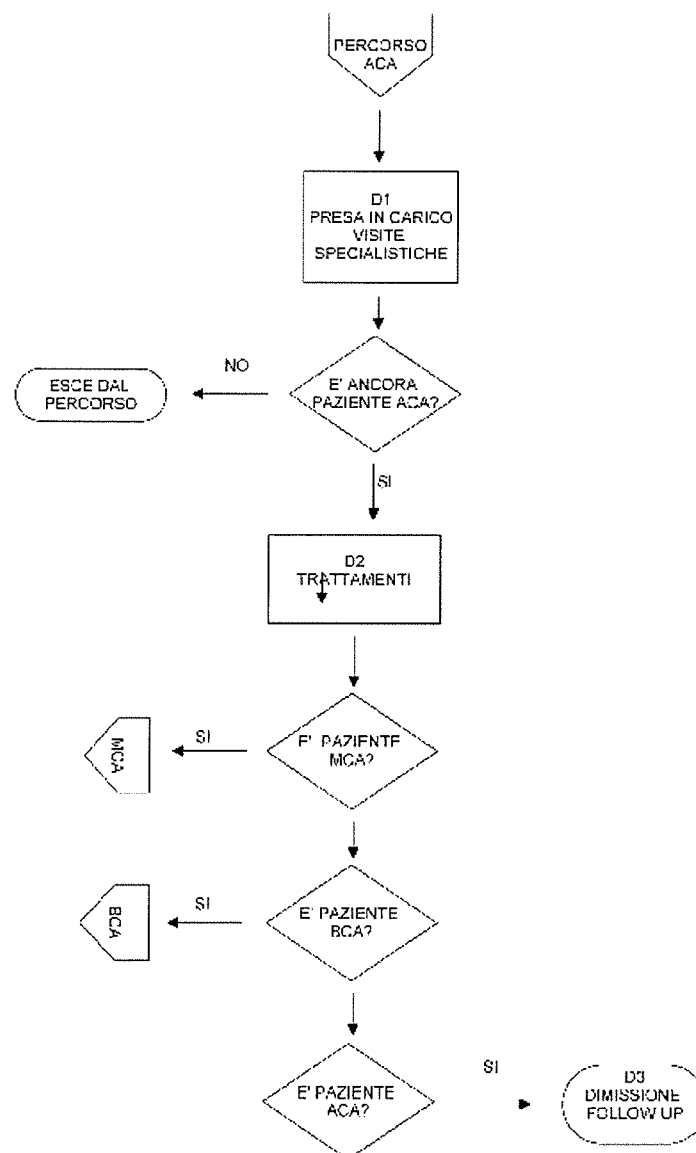 PERCORSO
ACA
D1
PRESA IN CARICO
VISITE
SPECIALISTICHE
NO
ESCE DAL
PERCORSO
E' ANCORA
PAZIENTE ACA?
SI
D2
TRATTAMENTI
MCA
SI
E' PAZIENTE
MCA?
BCA
SI
E' PAZIENTE
BCA?
E' PAZIENTE
ACA?
SI
D3
DIMISSIONE
FOLLOW UP